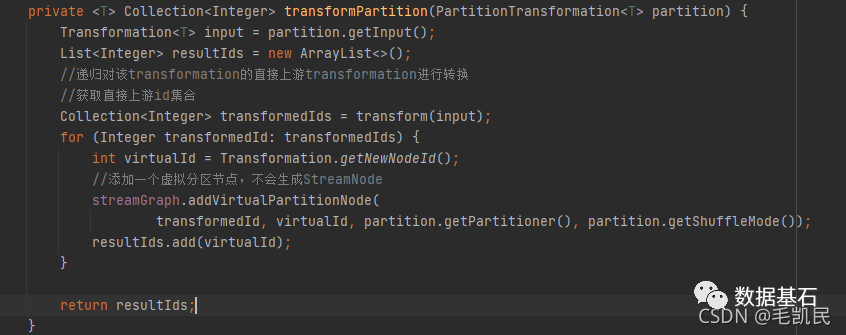 private <T> Collection<Integer> transformPartition(PartitionTransformation<T> partition) {
Transformation<T> input = partition.getInput();
List<Integer> resultIds = new ArrayList<>();
//递归对该transformation的直接上游transformation进行转换
//获取直接上游id集合
Collection<Integer> transformedIds = transform(input);
for (Integer transformedId: transformedIds) {
int virtualId = Transformation.getNewNodeId();
//添加一个虚拟分区节点，不会生成StreamNode
streamGraph.addVirtualPartitionNode(
transformedId, virtualId, partition.getPartitioner(), partition.getShuffleMode());
resultIds.add(virtualId);
}
return resultIds;
}
数据基石
CSDN @毛凯民